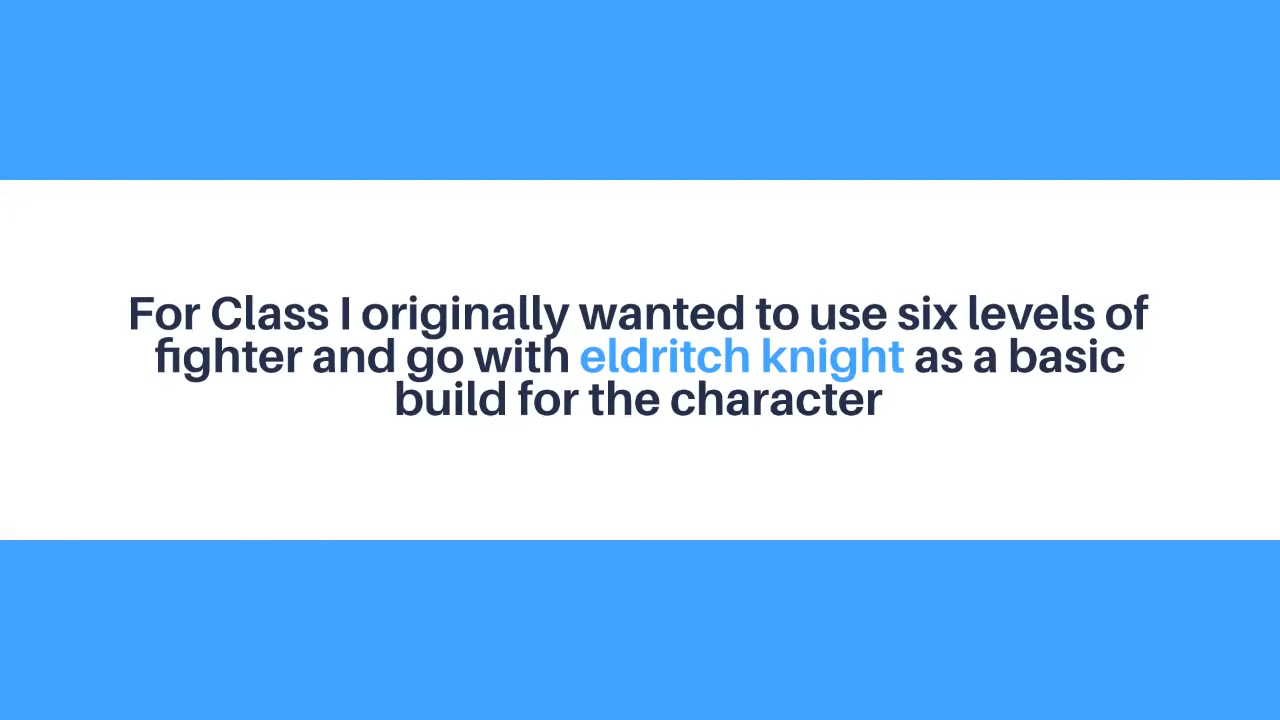 For Class I originally wanted to use six levels of
fighter and go with eldritch knight as a basic
build for the character